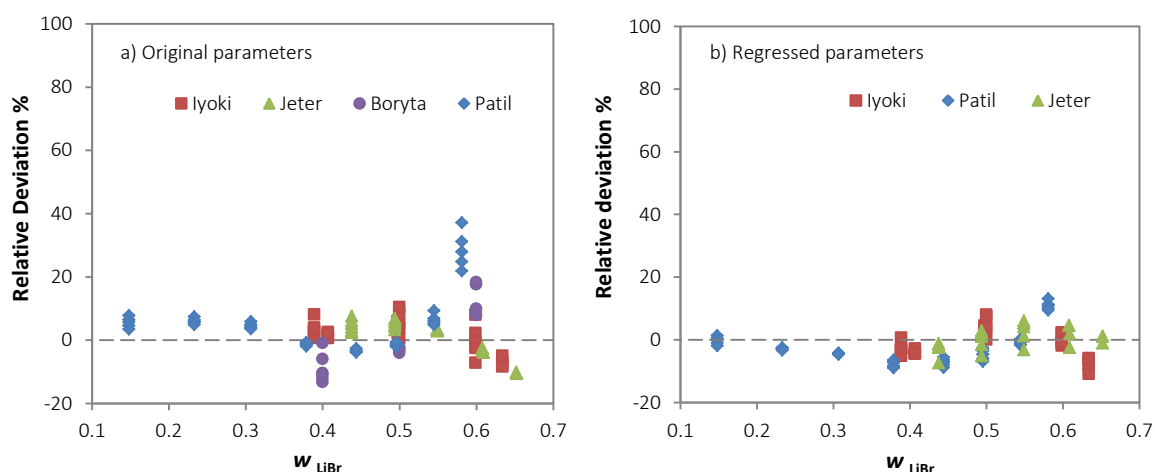 a) Original parameters
Iyoki Jeter Boryta Patil
Relative Deviation %
100
80
60
40
20
0
-20
0.1 0.2 0.3 0.4 0.5 0.6 0.7
w LiBr
b) Regressed parameters
Iyoki Patil Jeter
Relative deviation %
100
80
60
40
20
0
-20
0.1 0.2 0.3 0.4 0.5 0.6 0.7
w LiBr